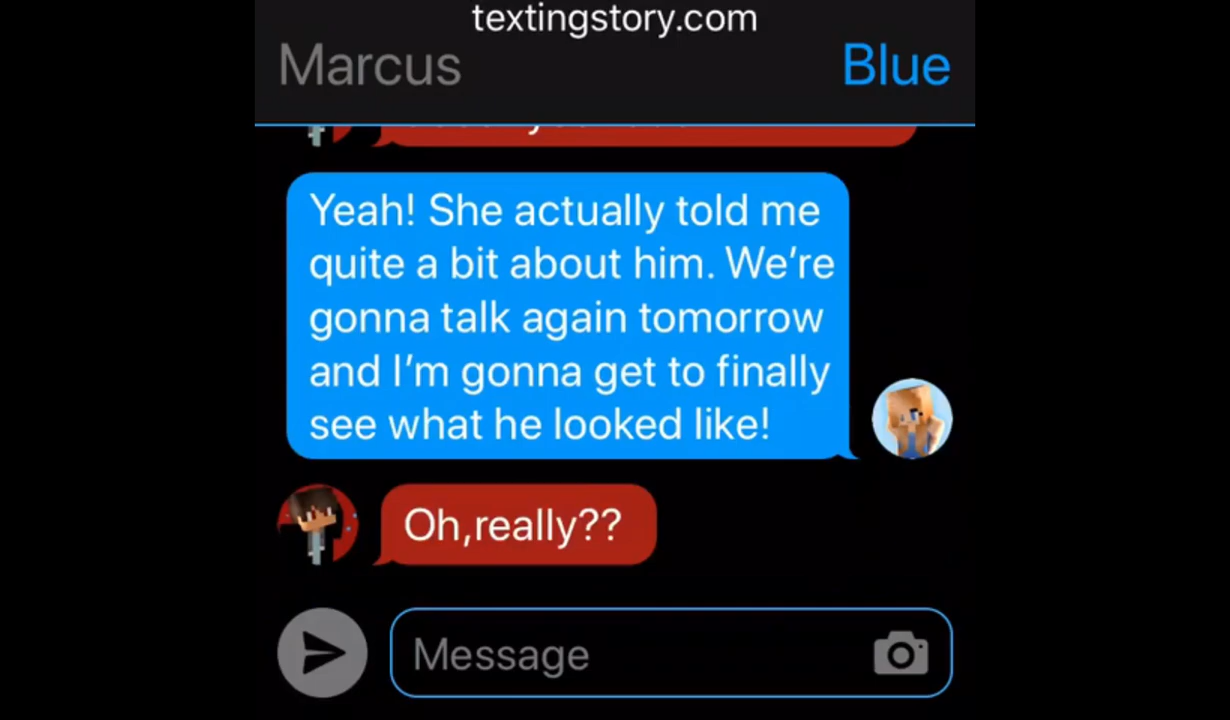 textingstory.com
Marcus
Blue
Yeah! She actually told me
quite a bit about him. We’re
gonna talk again tomorrow
and I’m gonna get to finally
see what he looked like!
Oh,really??
Message